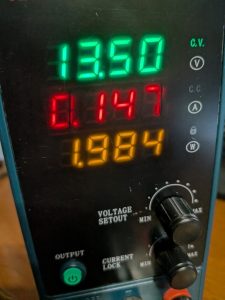 13.50
C.V.
V
0.147
C.C.
A
1.984
W
VOLTAGE
SETOUT
MIN
MAX
OUTPUT
CURRENT
LOCK
MIN
MAX